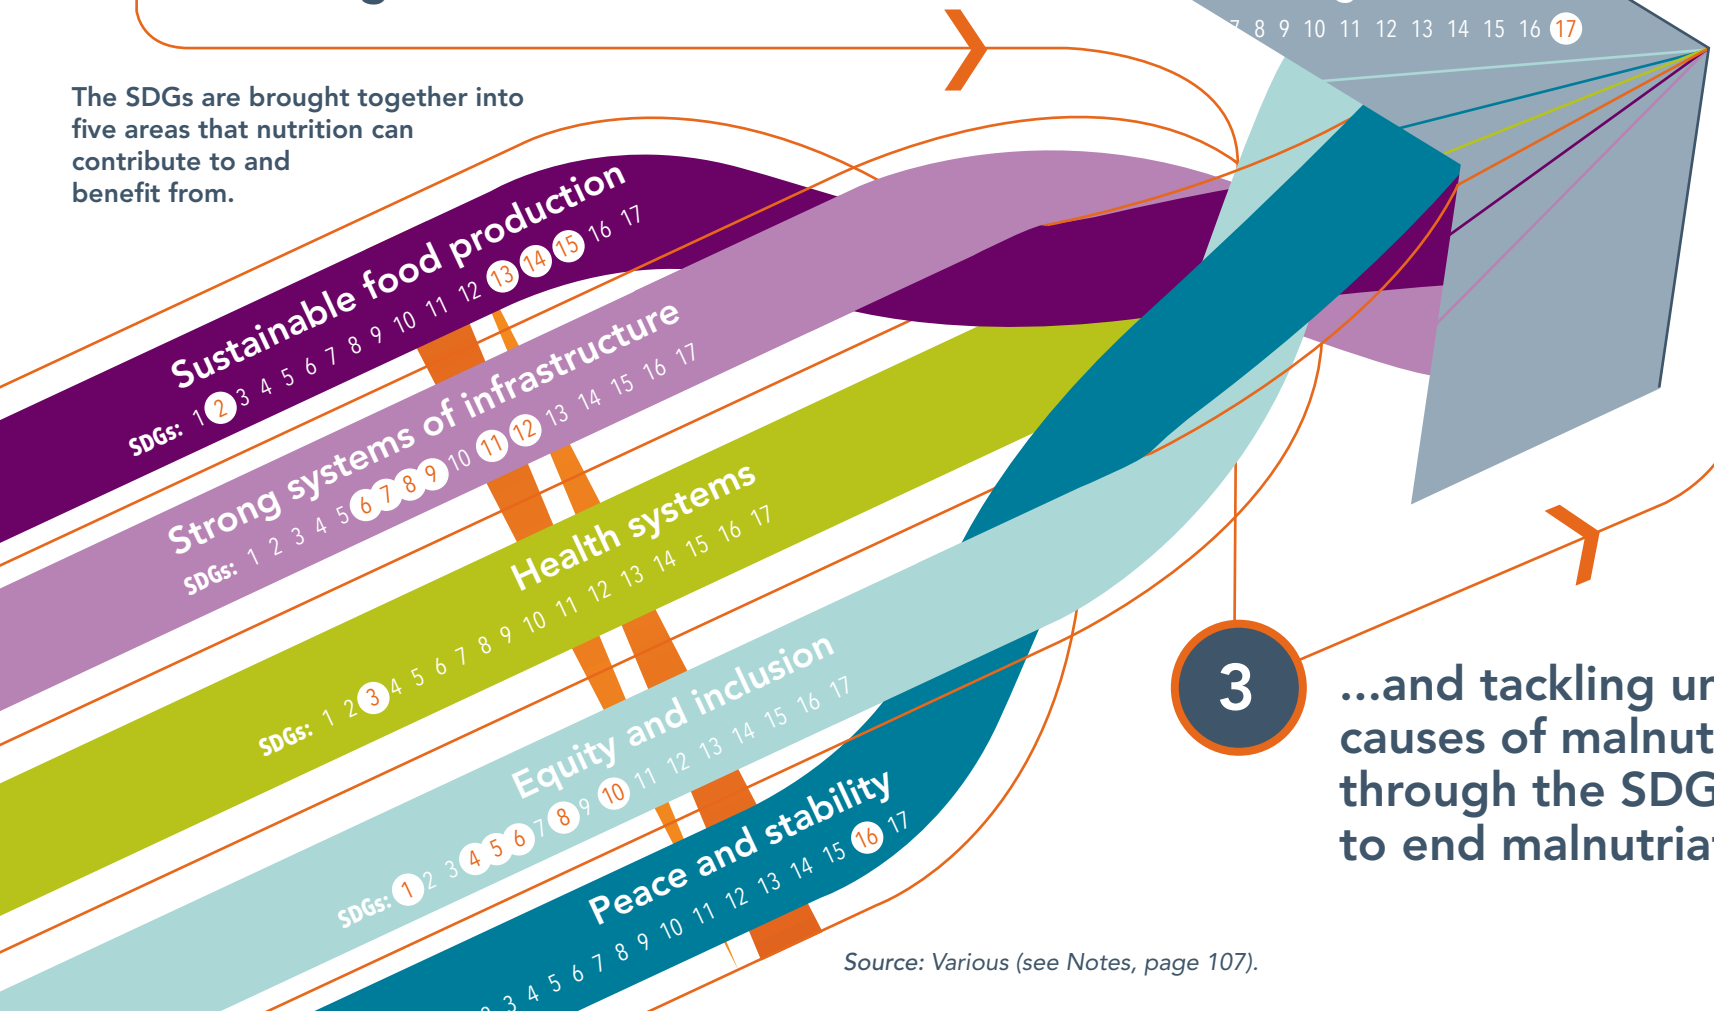 8 9 10 11 12 13 14 15 16 17
The SDGs are brought together into
five areas that nutrition can
contribute to and
benefit from.
Sustainable food production
SDGs: 1 2 3 4 5 6 7 8 9 10 11 12 13 14 15 16 17
Strong systems of infrastructure
SDGs: 1 2 3 4 5 6 7 8 9 10 11 12 13 14 15 16 17
Health systems
SDGs: 1 2 3 4 5 6 7 8 9 10 11 12 13 14 15 16 17
Equity and inclusion
SDGs: 1 2 3 4 5 6 7 8 9 10 11 12 13 14 15 16 17
Peace and stability
3 4 5 6 7 8 9 10 11 12 13 14 15 16 17
3
...and tackling
causes of
through the
to end
Source: Various (see Notes, page 107).